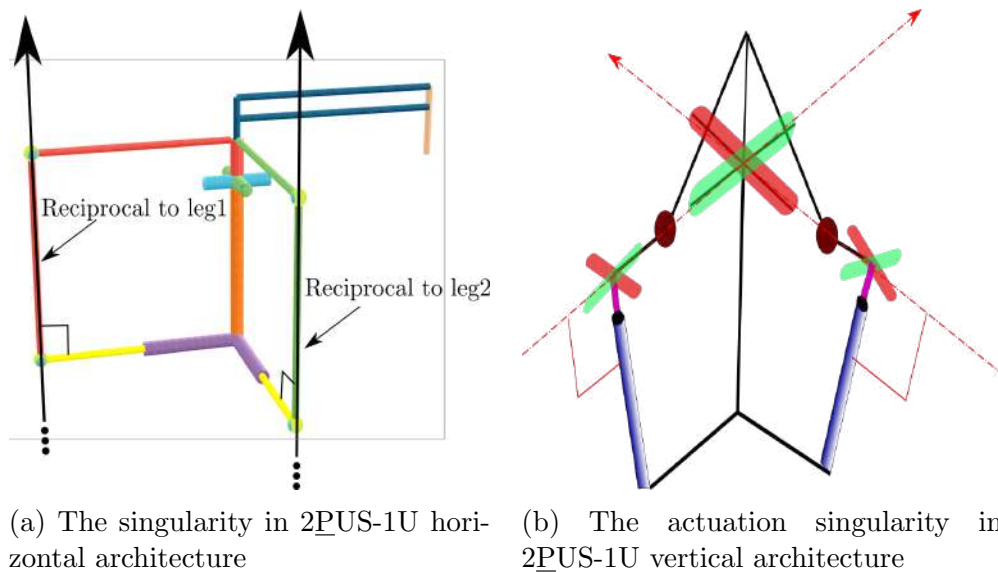 Reciprocal to leg1
Reciprocal to leg2
(a) The singularity in 2PUS-1U hori-
zontal architecture
(b) The actuation singularity in
2PUS-1U vertical architecture